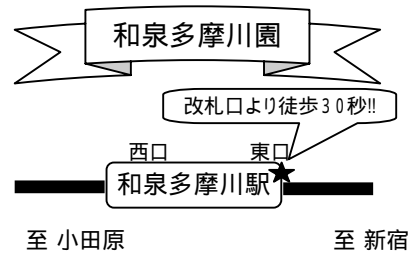 和泉多摩川園
改札口より徒歩30秒!!
西口 東口
和泉多摩川駅
至 小田原 至 新宿